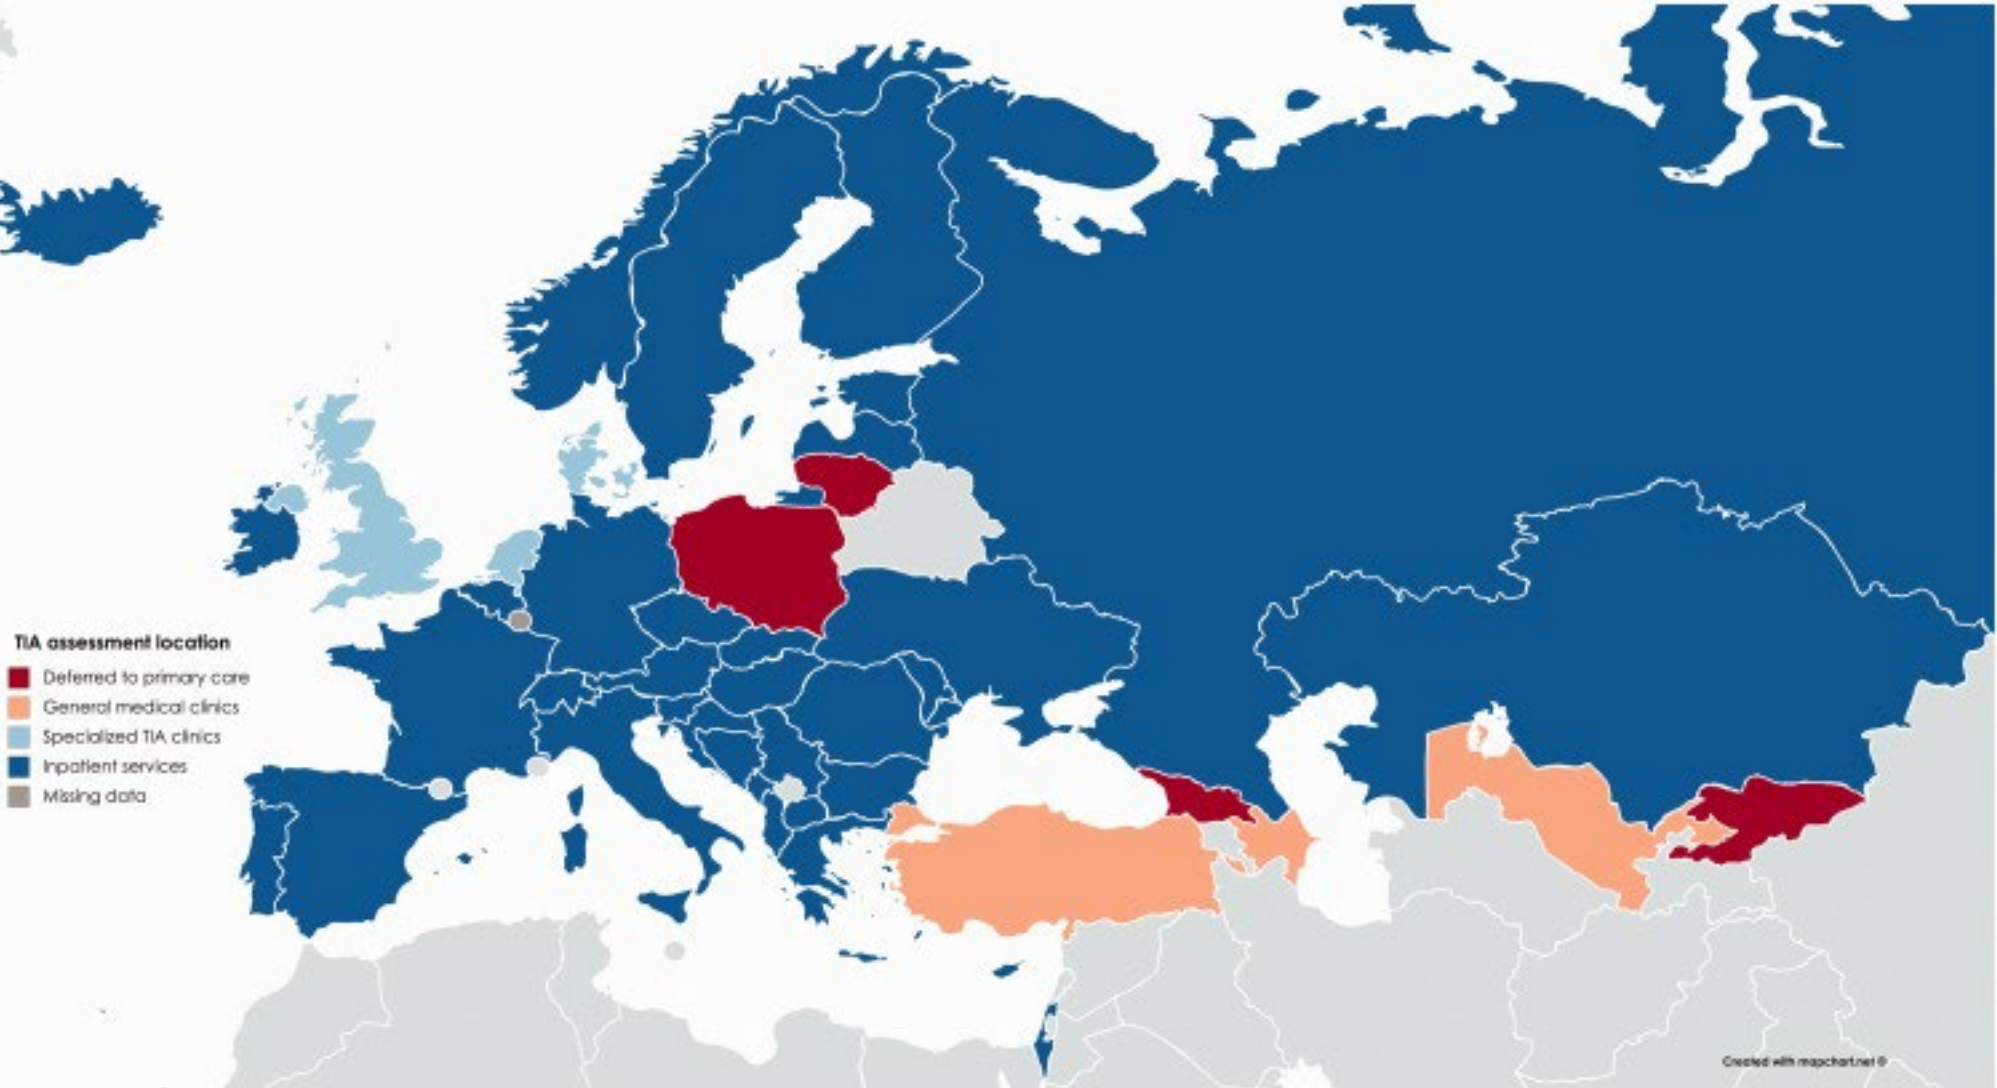 TIA assessment location
Deferred to primary care
General medical clinics
Specialized TIA clinics
Inpatient services
Missing data
Created with mapchart.net ©